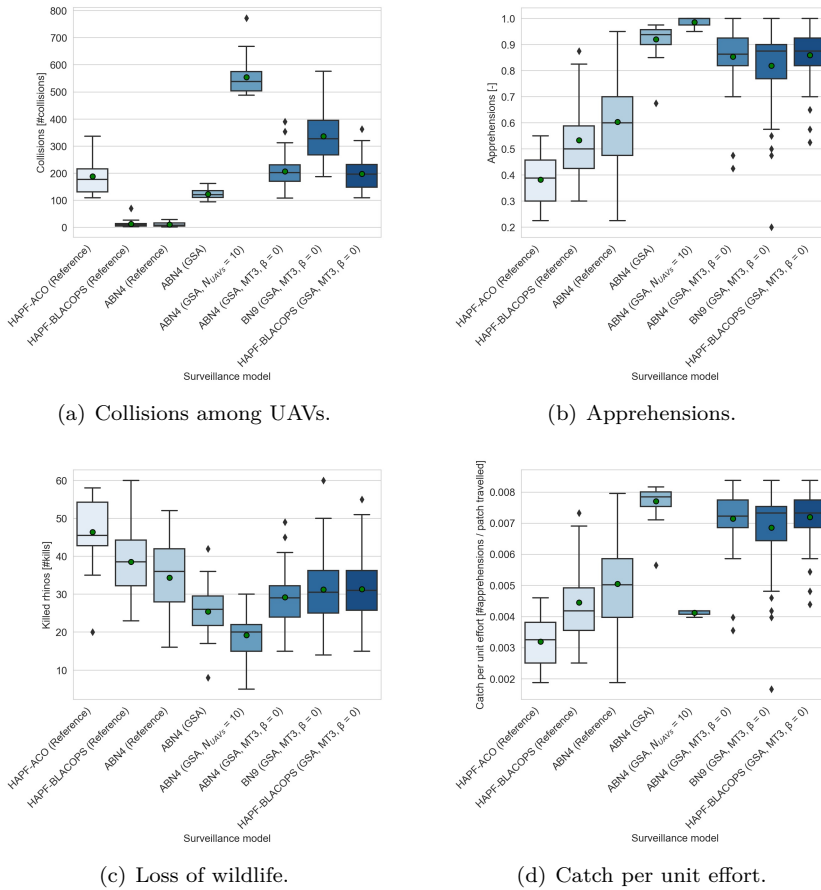 800
700
600
500
400
300
200
100
0
Collisions [#collisions]
HAPF-ACO (Reference)
HAPF-BLACOPS (Reference)
ABN4 (Reference)
ABN4 (GSA)
ABN4 (GSA, N_UAVs = 10)
ABN4 (GSA, MT3, β = 0)
BN9 (GSA, MT3, β = 0)
HAPF-BLACOPS (GSA, MT3, β = 0)
Surveillance model
(a) Collisions among UAVs.
1.0
0.9
0.8
0.7
0.6
0.5
0.4
0.3
0.2
Apprehensions [-]
HAPF-ACO (Reference)
HAPF-BLACOPS (Reference)
ABN4 (Reference)
ABN4 (GSA)
ABN4 (GSA, N_UAVs = 10)
ABN4 (GSA, MT3, β = 0)
BN9 (GSA, MT3, β = 0)
HAPF-BLACOPS (GSA, MT3, β = 0)
Surveillance model
(b) Apprehensions.
60
50
40
30
20
10
Killed rhinos [#kills]
HAPF-ACO (Reference)
HAPF-BLACOPS (Reference)
ABN4 (Reference)
ABN4 (GSA)
ABN4 (GSA, N_UAVs = 10)
ABN4 (GSA, MT3, β = 0)
BN9 (GSA, MT3, β = 0)
HAPF-BLACOPS (GSA, MT3, β = 0)
Surveillance model
(c) Loss of wildlife.
0.008
0.007
0.006
0.005
0.004
0.003
0.002
Catch per unit effort [#apprehensions / patch travelled]
HAPF-ACO (Reference)
HAPF-BLACOPS (Reference)
ABN4 (Reference)
ABN4 (GSA)
ABN4 (GSA, N_UAVs = 10)
ABN4 (GSA, MT3, β = 0)
BN9 (GSA, MT3, β = 0)
HAPF-BLACOPS (GSA, MT3, β = 0)
Surveillance model
(d) Catch per unit effort.